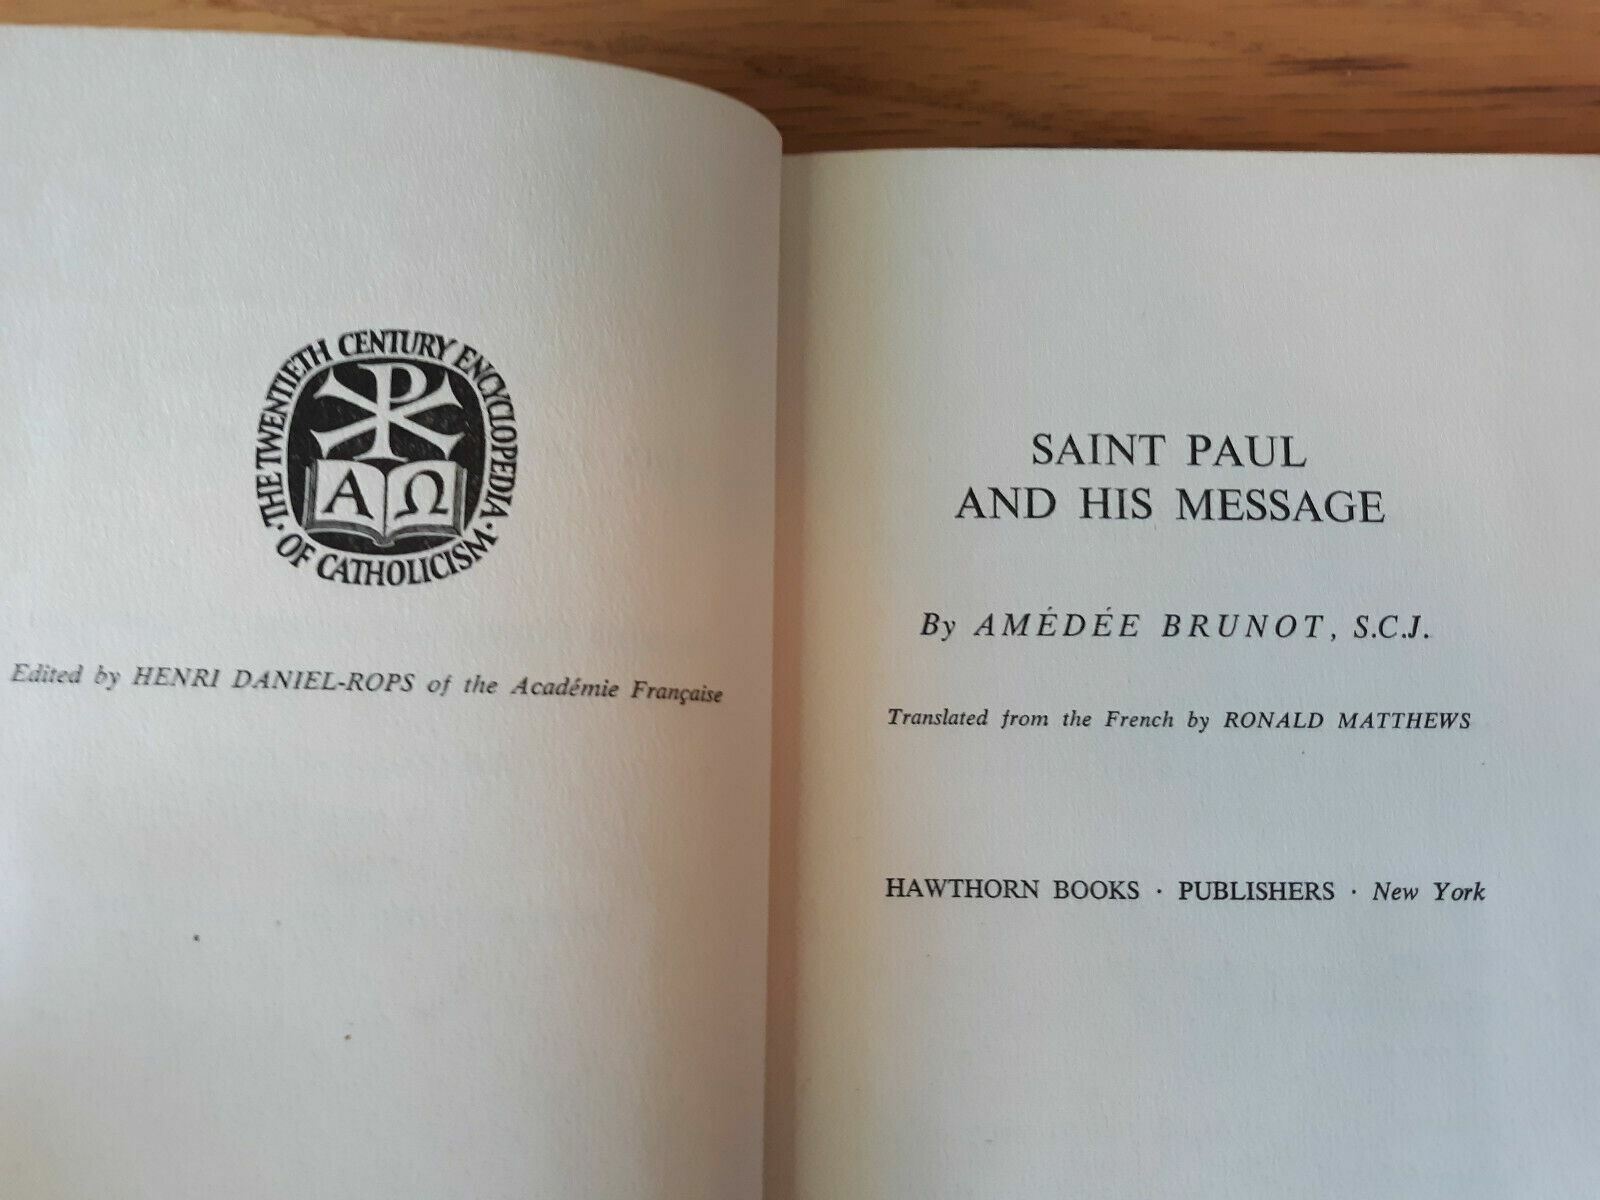 · THE TWENTIETH CENTURY ENCYCLOPEDIA ·
OF CATHOLICISM
A Ω
Edited by HENRI DANIEL-ROPS of the Académie Française
SAINT PAUL
AND HIS MESSAGE
By AMÉDÉE BRUNOT, S.C.J.
Translated from the French by RONALD MATTHEWS
HAWTHORN BOOKS · PUBLISHERS · New York